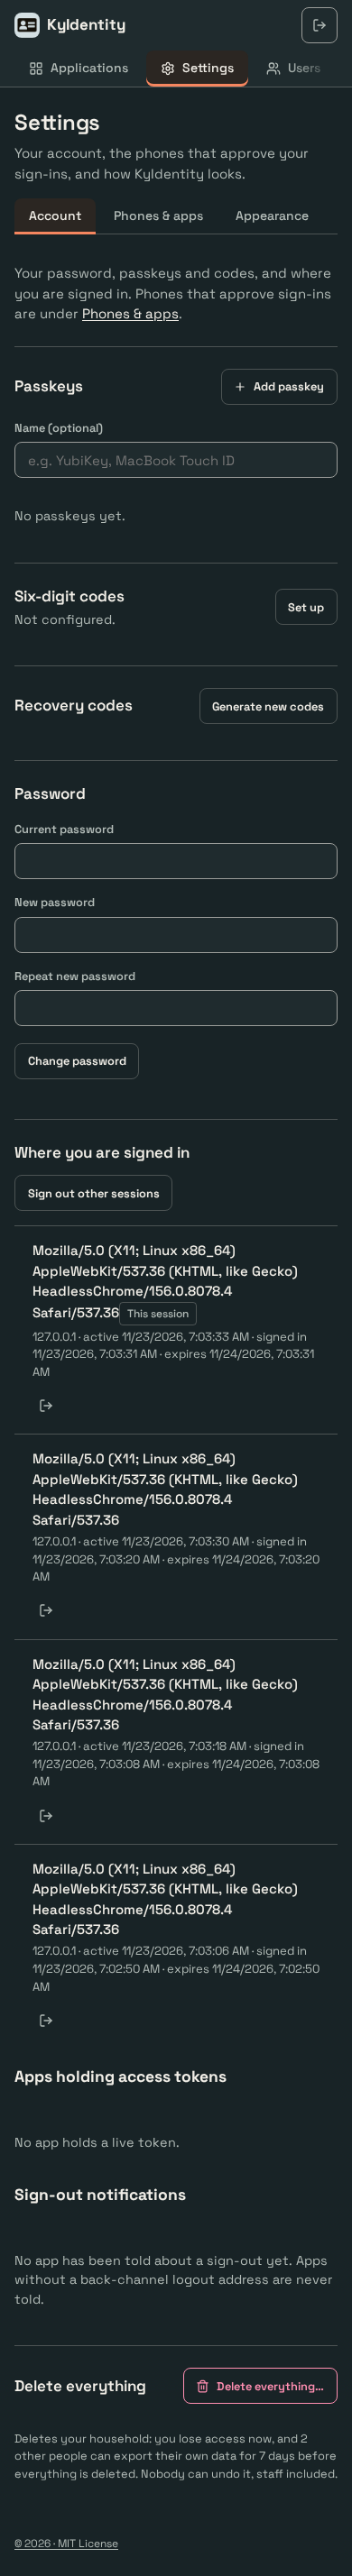 KyIdentity
Applications
Settings
Users
Settings
Your account, the phones that approve your
sign-ins, and how KyIdentity looks.
Account
Phones & apps
Appearance
Your password, passkeys and codes, and where
you are signed in. Phones that approve sign-ins
are under Phones & apps.
Passkeys
Add passkey
Name (optional)
e.g. YubiKey, MacBook Touch ID
No passkeys yet.
Six-digit codes
Not configured.
Set up
Recovery codes
Generate new codes
Password
Current password
New password
Repeat new password
Change password
Where you are signed in
Sign out other sessions
Mozilla/5.0 (X11; Linux x86_64)
AppleWebKit/537.36 (KHTML, like Gecko)
HeadlessChrome/156.0.8078.4
Safari/537.36 This session
127.0.0.1 · active 11/23/2026, 7:03:33 AM · signed in
11/23/2026, 7:03:31 AM · expires 11/24/2026, 7:03:31
AM
Mozilla/5.0 (X11; Linux x86_64)
AppleWebKit/537.36 (KHTML, like Gecko)
HeadlessChrome/156.0.8078.4
Safari/537.36
127.0.0.1 · active 11/23/2026, 7:03:30 AM · signed in
11/23/2026, 7:03:20 AM · expires 11/24/2026, 7:03:20
AM
Mozilla/5.0 (X11; Linux x86_64)
AppleWebKit/537.36 (KHTML, like Gecko)
HeadlessChrome/156.0.8078.4
Safari/537.36
127.0.0.1 · active 11/23/2026, 7:03:18 AM · signed in
11/23/2026, 7:03:08 AM · expires 11/24/2026, 7:03:08
AM
Mozilla/5.0 (X11; Linux x86_64)
AppleWebKit/537.36 (KHTML, like Gecko)
HeadlessChrome/156.0.8078.4
Safari/537.36
127.0.0.1 · active 11/23/2026, 7:03:06 AM · signed in
11/23/2026, 7:02:50 AM · expires 11/24/2026, 7:02:50
AM
Apps holding access tokens
No app holds a live token.
Sign-out notifications
No app has been told about a sign-out yet. Apps
without a back-channel logout address are never
told.
Delete everything
Delete everything...
Deletes your household: you lose access now, and 2
other people can export their own data for 7 days before
everything is deleted. Nobody can undo it, staff included.
© 2026 · MIT License